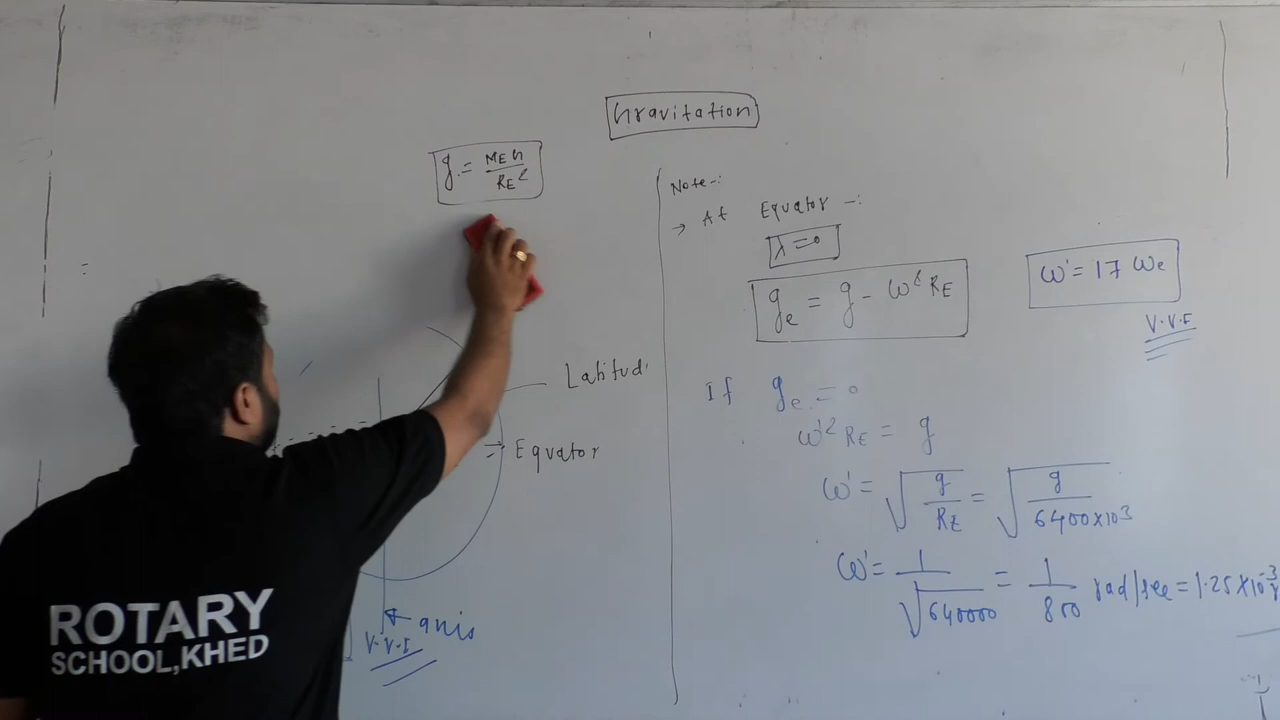 Gravitation
g = MEG / RE²
Latitud
Equator
axis
V.V.I
Note-:
→ At Equator -:
λ=0
ge = g - ω² RE
ω' = 17 ωe
V.V.I
If ge = 0
ω'² RE = g
ω' = √(g / RE) = √(g / 6400×10³)
ω' = 1 / √640000 = 1 / 800 rad/sec = 1.25×10⁻³
ROTARY
SCHOOL,KHED